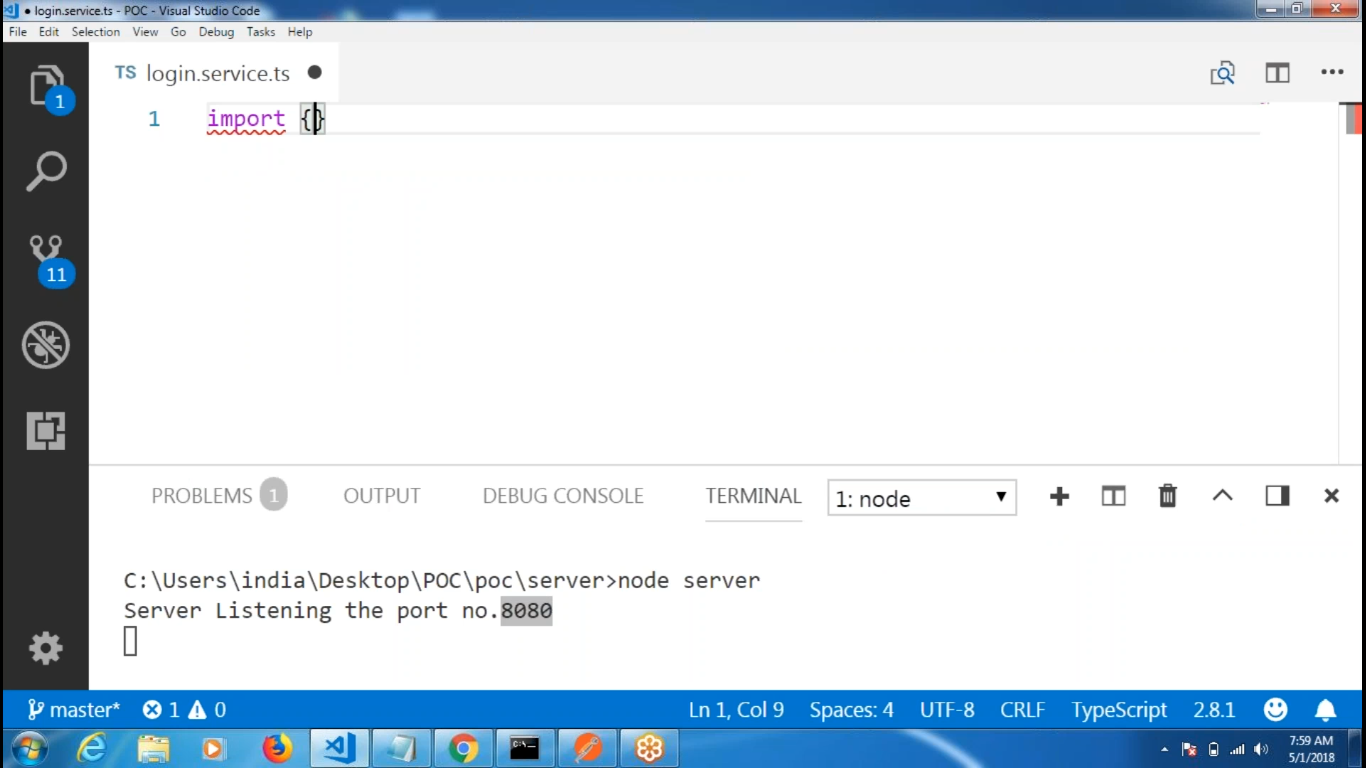 ● login.service.ts - POC - Visual Studio Code
File Edit Selection View Go Debug Tasks Help
TS login.service.ts ●
1
1 import {}
11
PROBLEMS 1 OUTPUT DEBUG CONSOLE TERMINAL 1: node
C:\Users\india\Desktop\POC\poc\server>node server
Server Listening the port no.8080
master* 1 0 Ln 1, Col 9 Spaces: 4 UTF-8 CRLF TypeScript 2.8.1
C:\
7:59 AM
5/1/2018